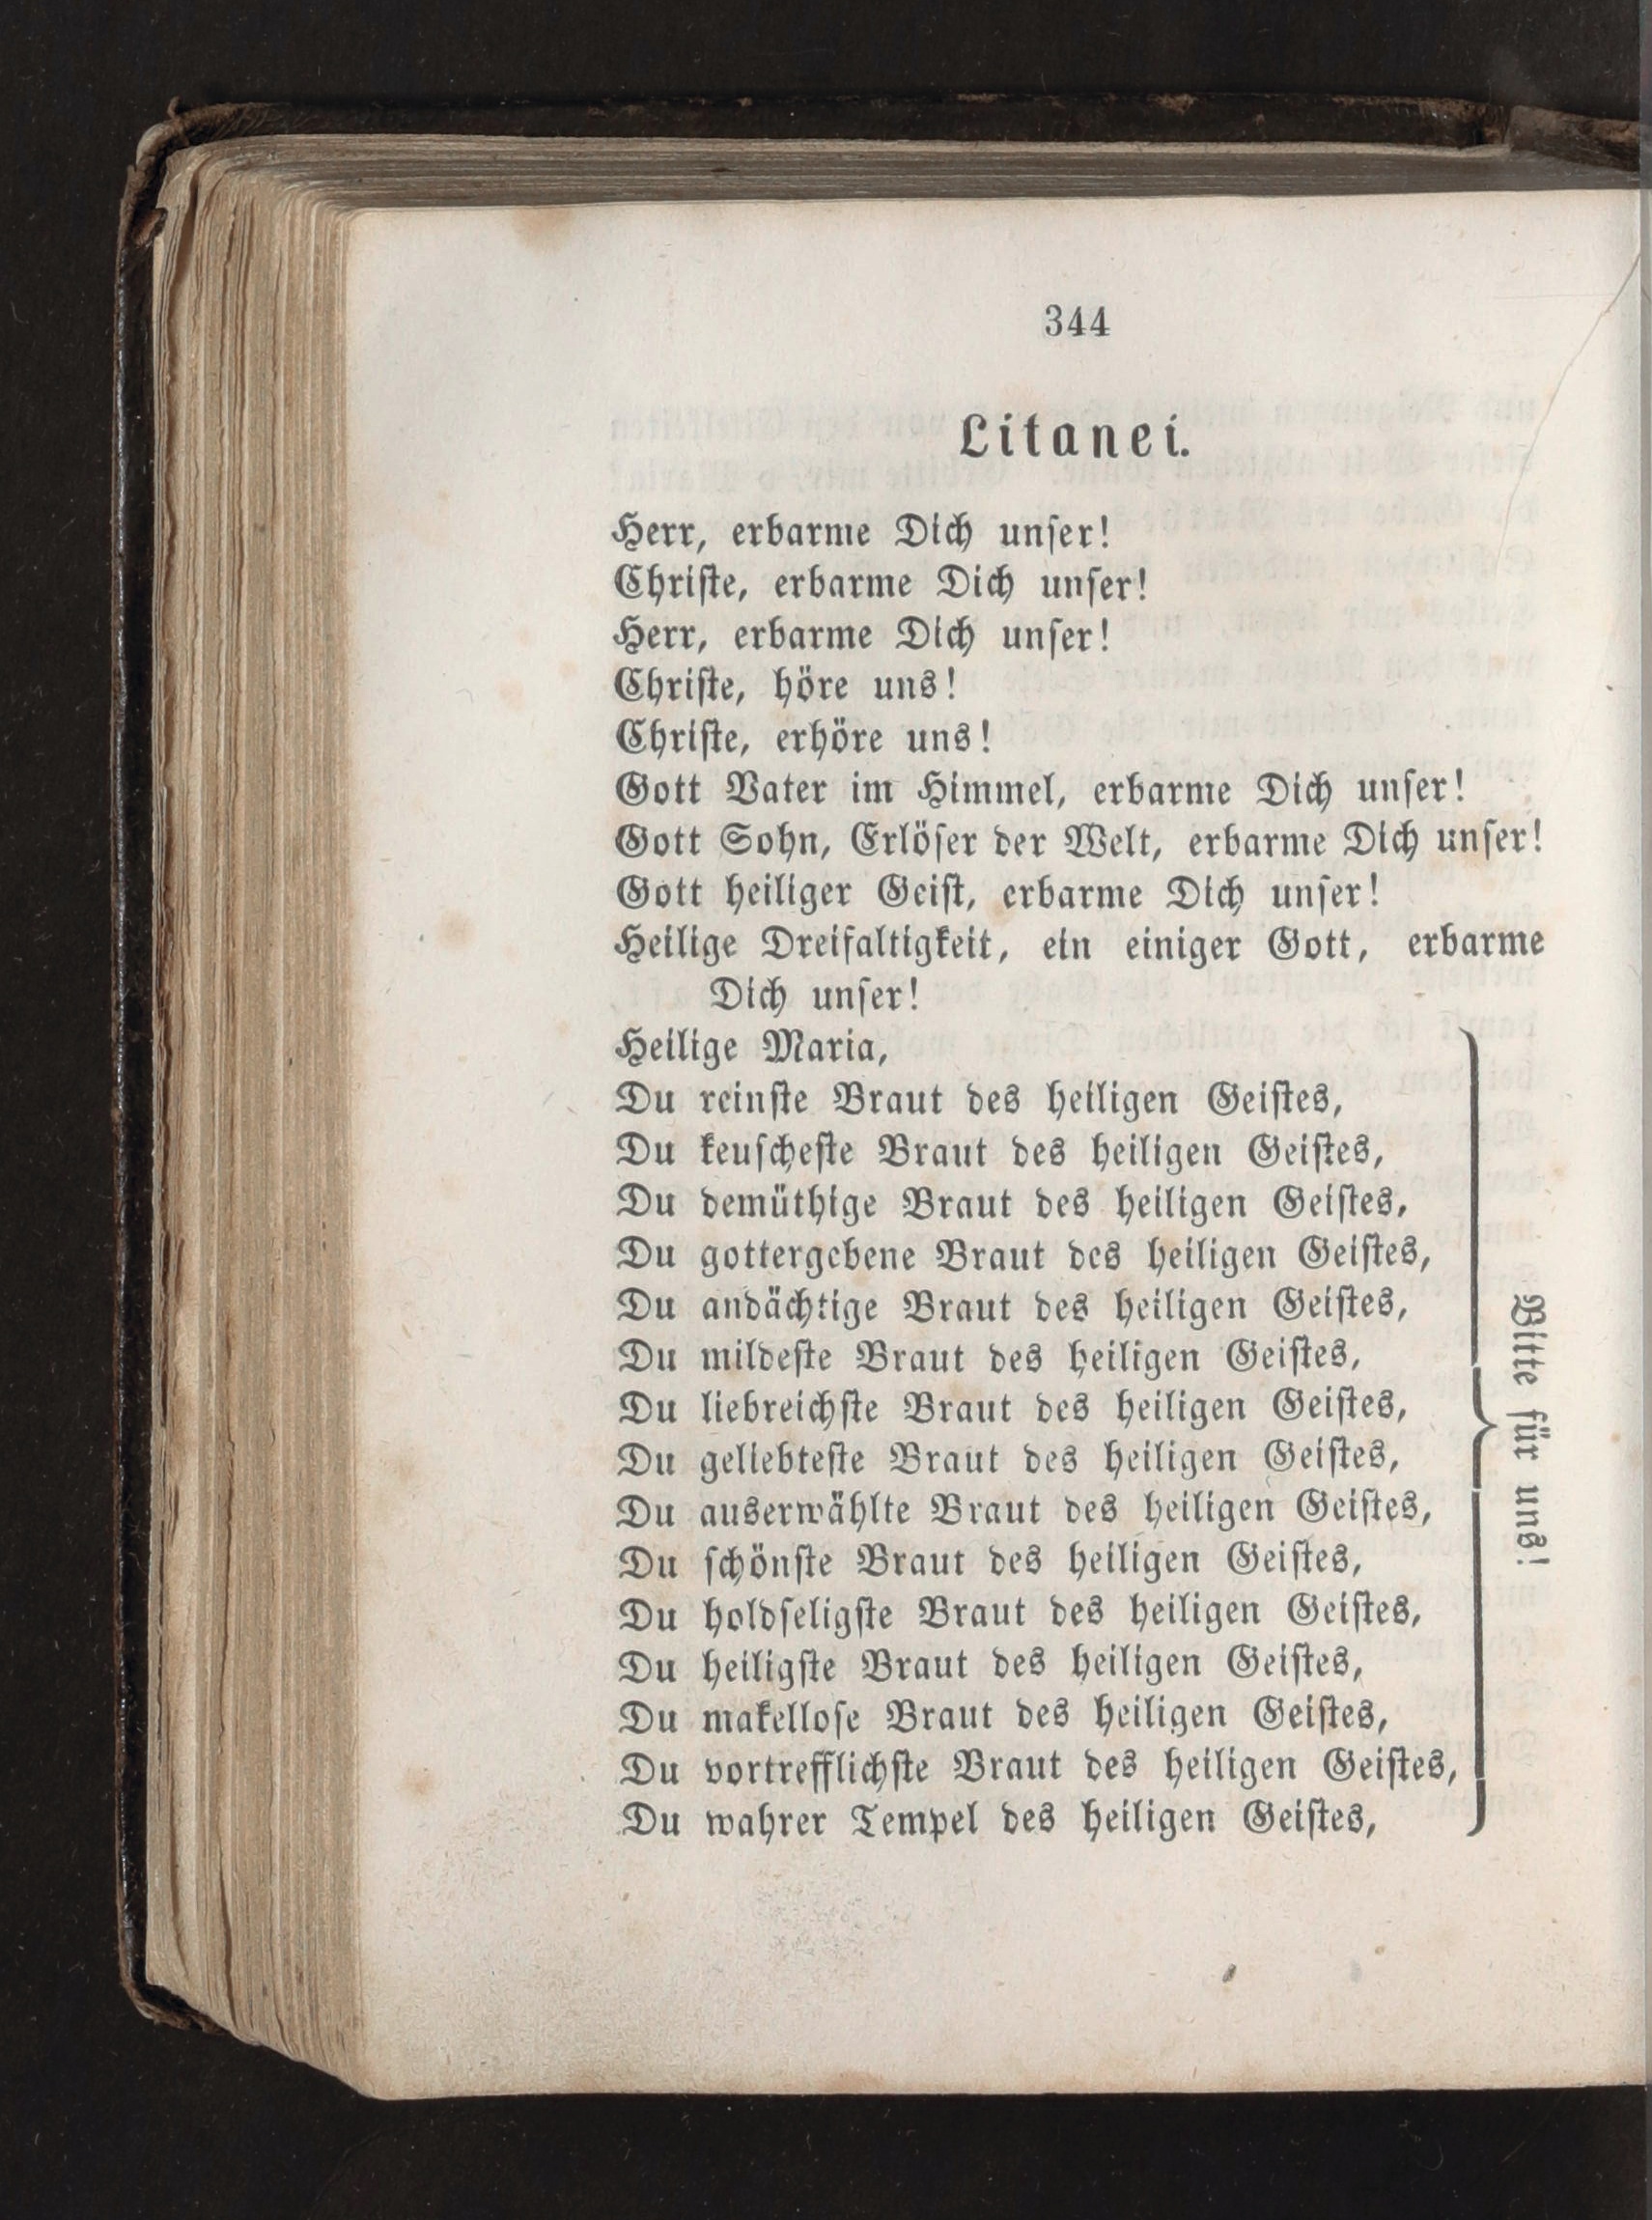 344
Litanei.
Herr, erbarme Dich unſer!
Chriſte, erbarme Dich unſer!
Herr, erbarme Dich unſer!
Chriſte, höre uns!
Chriſte, erhöre uns!
Gott Vater im Himmel, erbarme Dich unſer!
Gott Sohn, Erlöſer der Welt, erbarme Dich unſer!
Gott heiliger Geiſt, erbarme Dich unſer!
Heilige Dreifaltigkeit, ein einiger Gott, erbarme
Dich unſer!
Heilige Maria,
Du reinſte Braut des heiligen Geiſtes,
Du keuſcheſte Braut des heiligen Geiſtes,
Du demüthige Braut des heiligen Geiſtes,
Du gottergebene Braut des heiligen Geiſtes,
Du andächtige Braut des heiligen Geiſtes,
Du mildeſte Braut des heiligen Geiſtes,
Du liebreichſte Braut des heiligen Geiſtes,
Du geliebteſte Braut des heiligen Geiſtes,
Du auserwählte Braut des heiligen Geiſtes,
Du ſchönſte Braut des heiligen Geiſtes,
Du holdſeligſte Braut des heiligen Geiſtes,
Du heiligſte Braut des heiligen Geiſtes,
Du makelloſe Braut des heiligen Geiſtes,
Du vortrefflichſte Braut des heiligen Geiſtes,
Du wahrer Tempel des heiligen Geiſtes,
Bitte für uns!